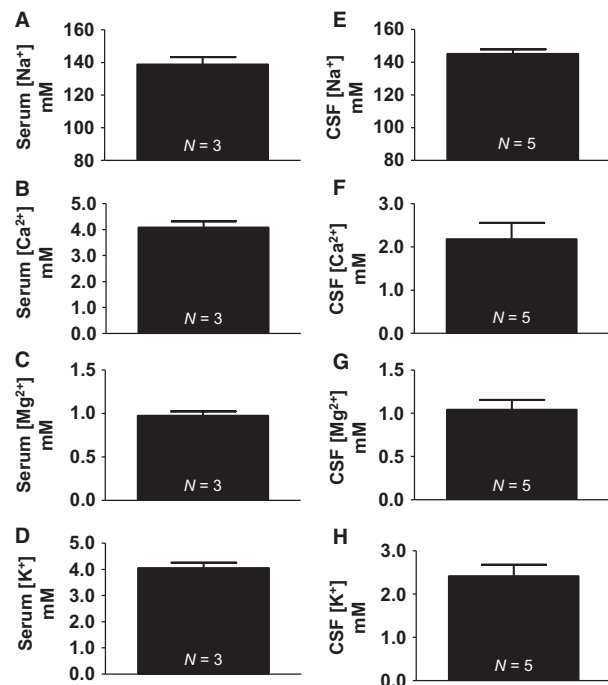 A
160
140
120
100
80
Serum [Na⁺]
mM
N = 3
E
160
140
120
100
80
CSF [Na⁺]
mM
N = 5
B
5.0
4.0
3.0
2.0
1.0
0.0
Serum [Ca²⁺]
mM
N = 3
F
3.0
2.0
1.0
0.0
CSF [Ca²⁺]
mM
N = 5
C
1.5
1.0
0.5
0.0
Serum [Mg²⁺]
mM
N = 3
G
1.5
1.0
0.5
0.0
CSF [Mg²⁺]
mM
N = 5
D
5.0
4.0
3.0
2.0
1.0
0.0
Serum [K⁺]
mM
N = 3
H
3.0
2.0
1.0
0.0
CSF [K⁺]
mM
N = 5